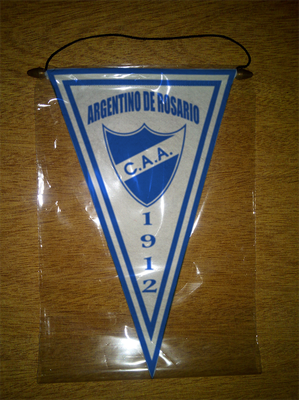 ARGENTINO DE ROSARIO
C.A.A.
1912